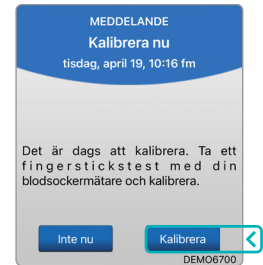 MEDDELANDE
Kalibrera nu
tisdag, april 19, 10:16 fm
Det är dags att kalibrera. Ta ett
fingerstickstest med din
blodsockermätare och kalibrera.
Inte nu
Kalibrera
DEMO6700